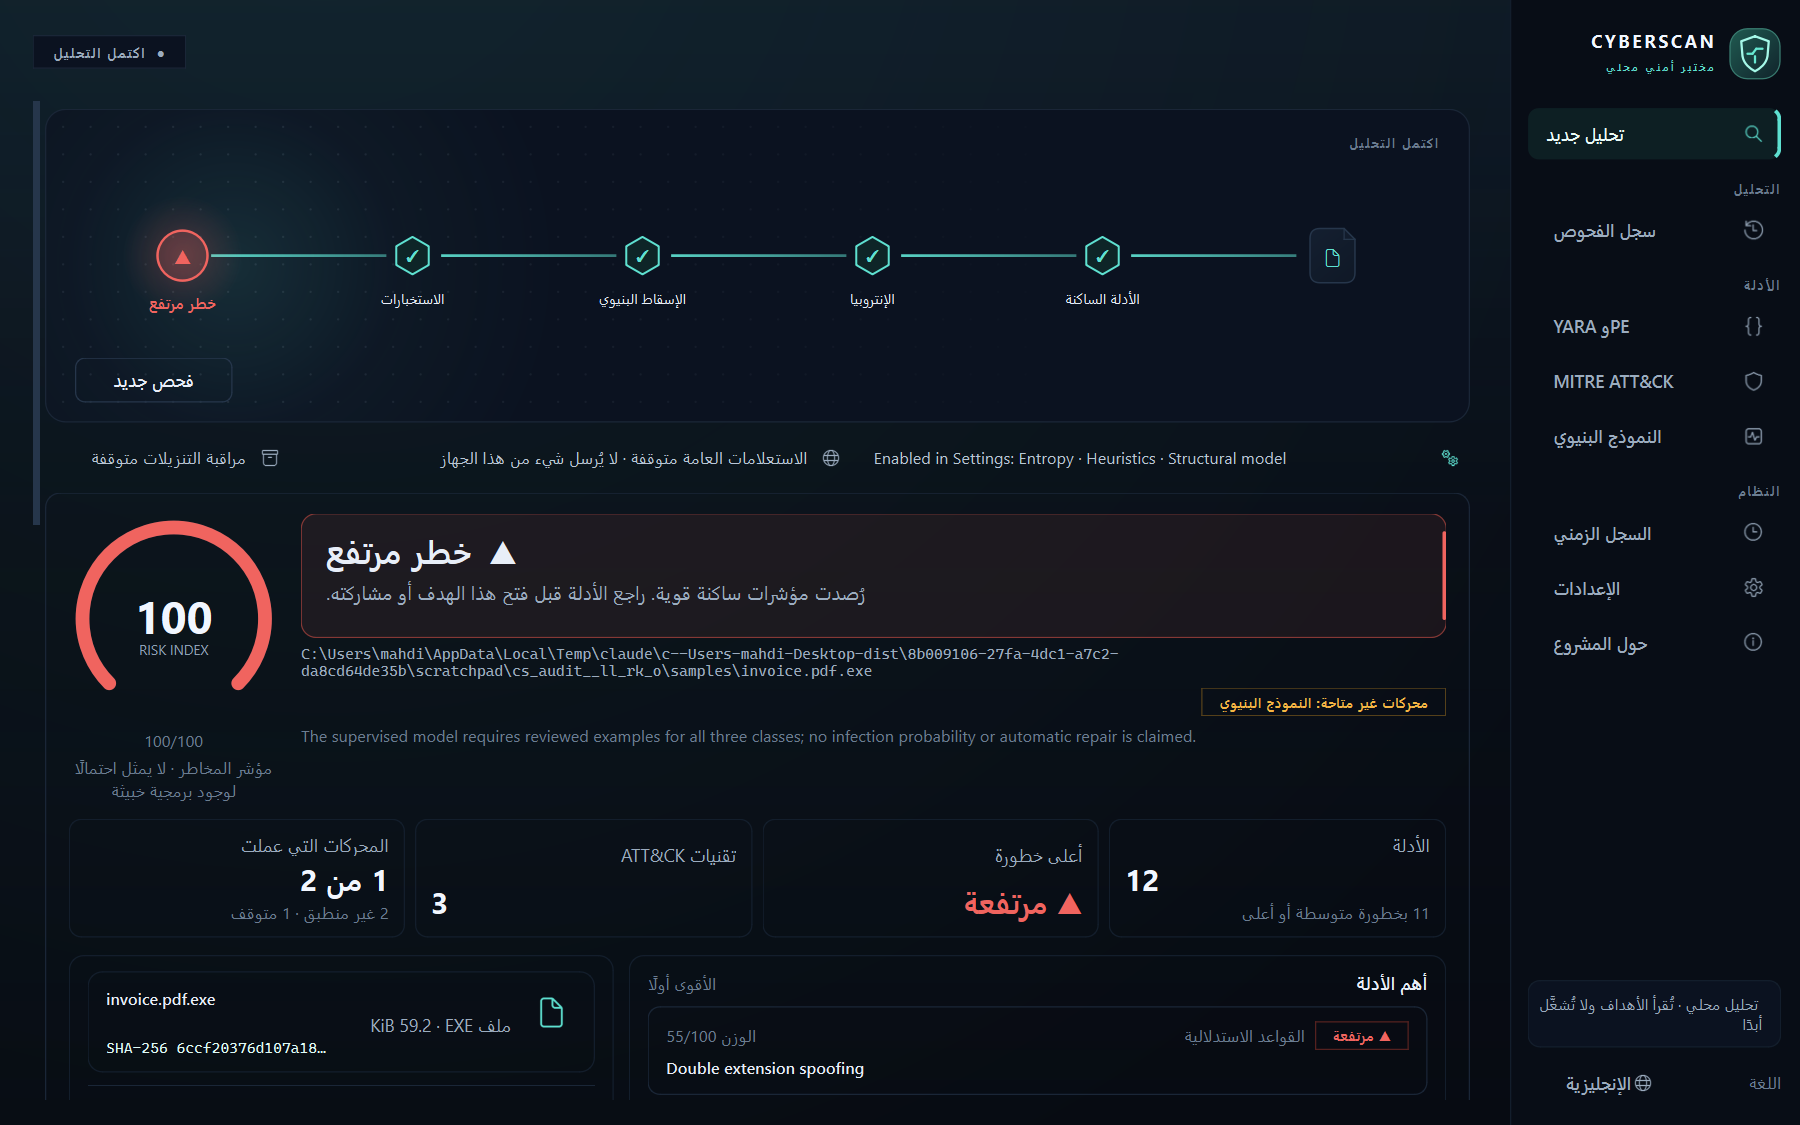 CYBERSCAN
مختبر أمني محلي
تحليل جديد
التحليل
سجل الفحوص
الأدلة
YARA وPE
MITRE ATT&CK
النموذج البنيوي
النظام
السجل الزمني
الإعدادات
حول المشروع
تحليل محلي · تُقرأ الأهداف ولا تُشغَّل
أبدًا
اللغة
الإنجليزية
● اكتمل التحليل
اكتمل التحليل
الأدلة الساكنة
الإنتروبيا
الإسقاط البنيوي
الاستخبارات
خطر مرتفع
فحص جديد
Enabled in Settings: Entropy · Heuristics · Structural model
الاستعلامات العامة متوقفة · لا يُرسل شيء من هذا الجهاز
مراقبة التنزيلات متوقفة
▲ خطر مرتفع
رُصدت مؤشرات ساكنة قوية. راجع الأدلة قبل فتح هذا الهدف أو مشاركته.
C:\Users\mahdi\AppData\Local\Temp\claude\c--Users-mahdi-Desktop-dist\8b009106-27fa-4dc1-a7c2-
da8cd64de35b\scratchpad\cs_audit__ll_rk_o\samples\invoice.pdf.exe
محركات غير متاحة: النموذج البنيوي
The supervised model requires reviewed examples for all three classes; no infection probability or automatic repair is claimed.
100
RISK INDEX
100/100
مؤشر المخاطر · لا يمثل احتمالًا
لوجود برمجية خبيثة
الأدلة
12
11 بخطورة متوسطة أو أعلى
أعلى خطورة
▲ مرتفعة
تقنيات ATT&CK
3
المحركات التي عملت
1 من 2
2 غير منطبق · 1 متوقف
أهم الأدلة
الأقوى أولًا
▲ مرتفعة
القواعد الاستدلالية
الوزن 55/100
Double extension spoofing
invoice.pdf.exe
ملف EXE · 59.2 KiB
SHA-256 6ccf20376d107a18…